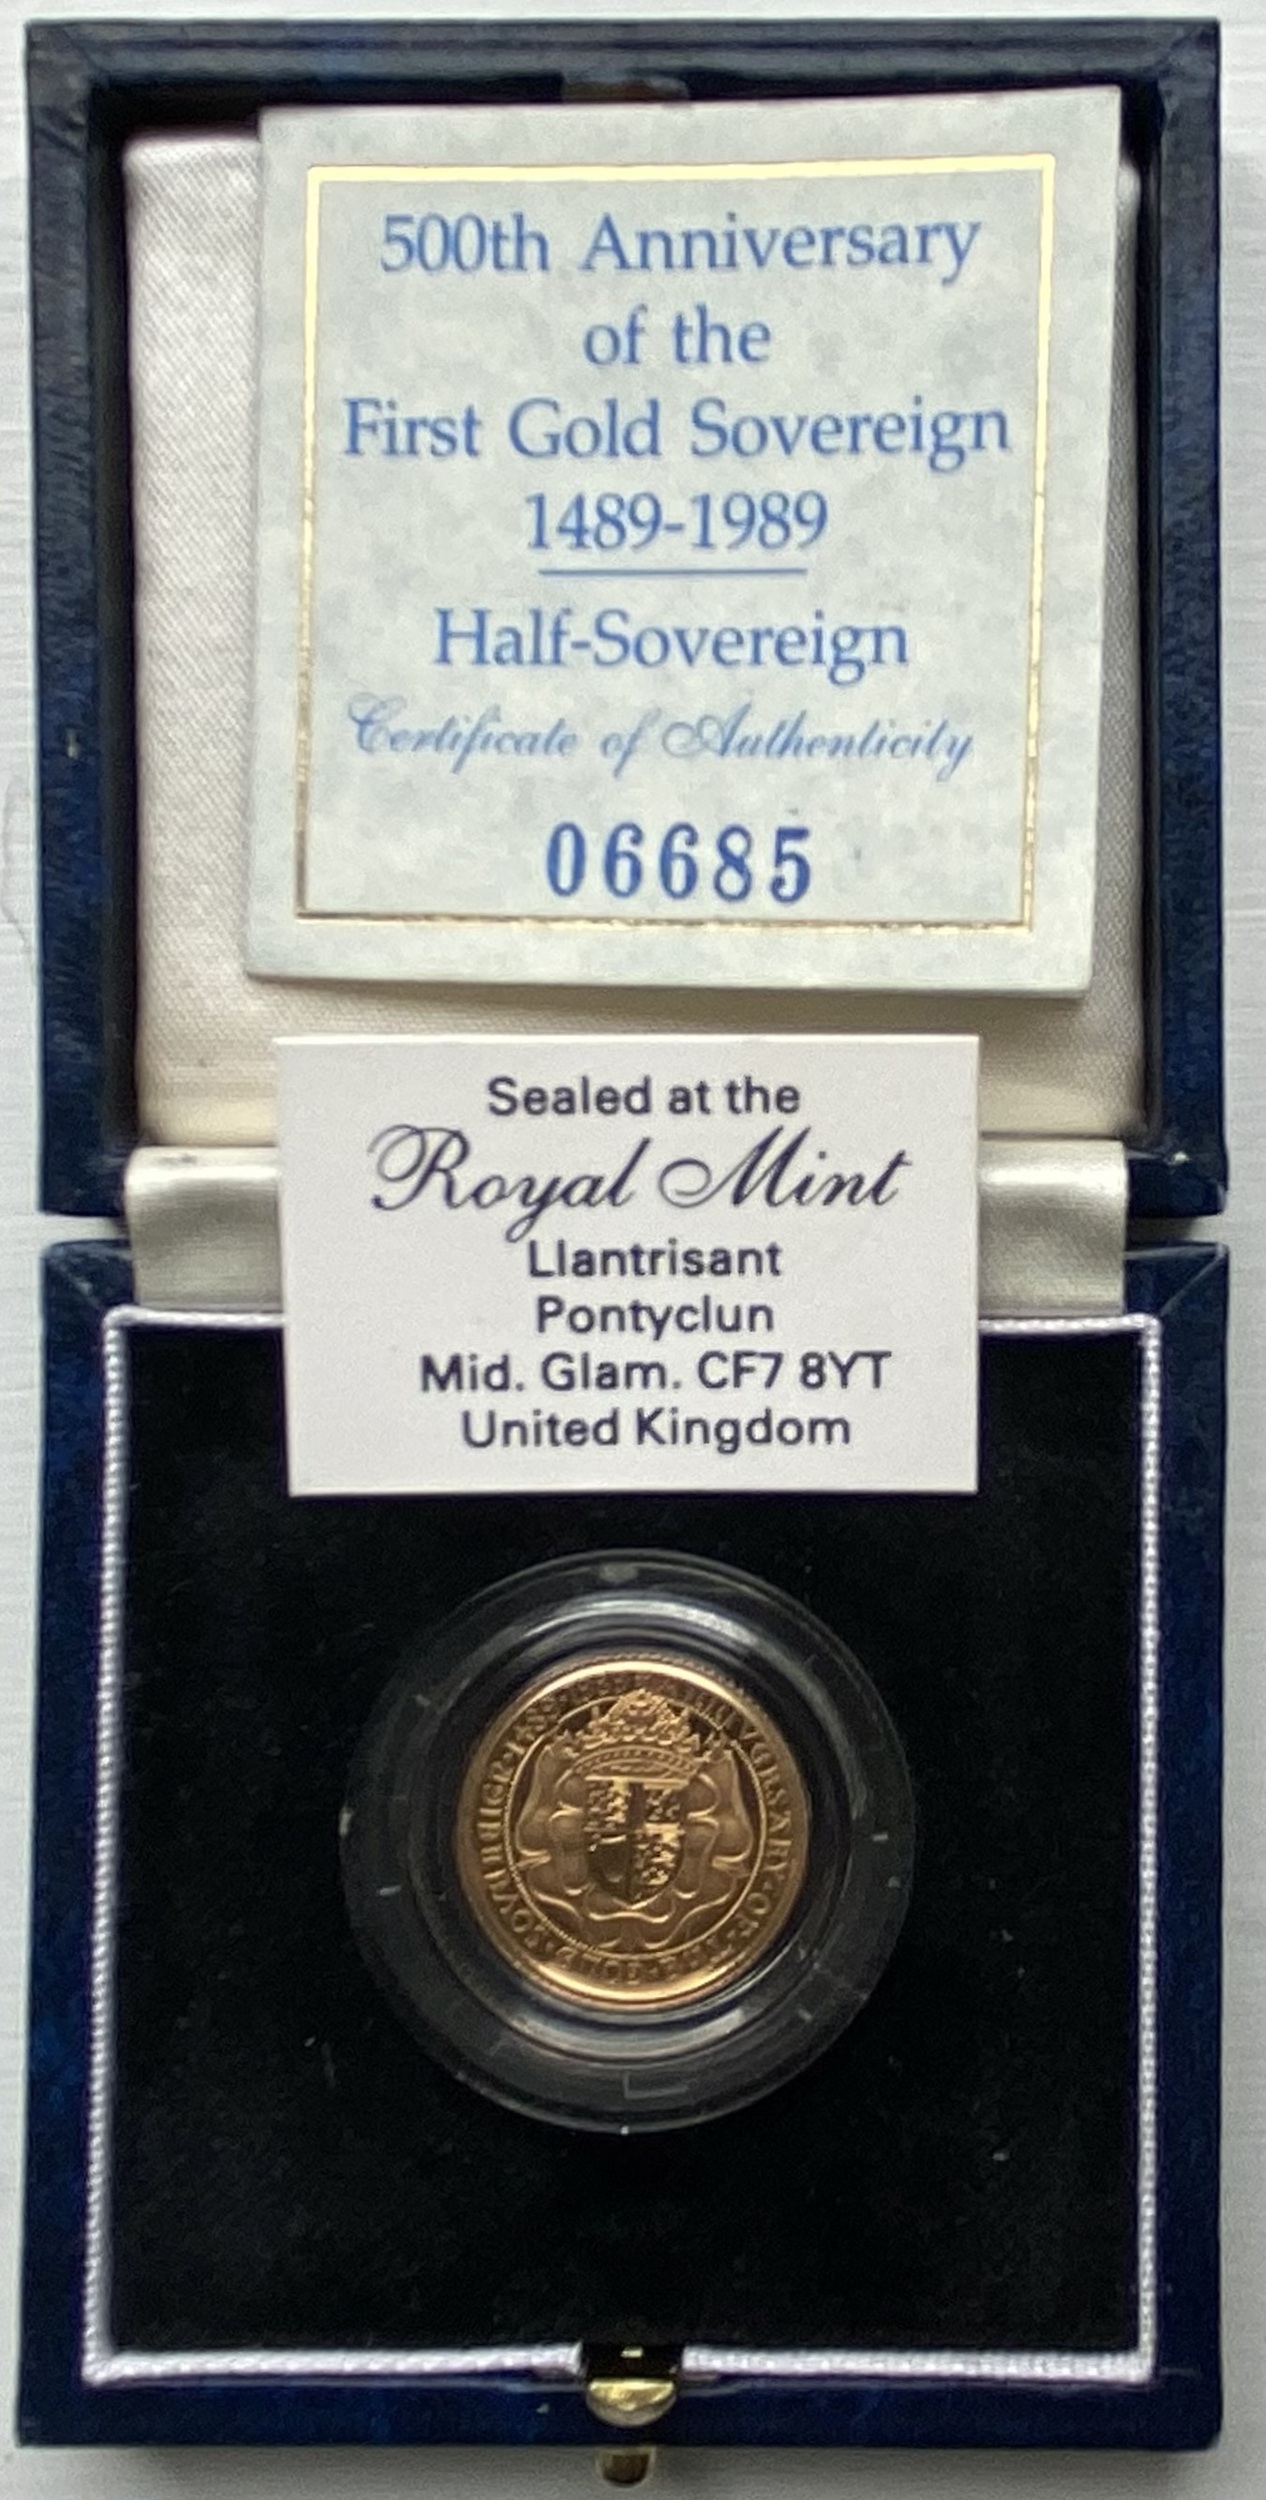 500th Anniversary
of the
First Gold Sovereign
1489-1989
Half-Sovereign
Certificate of Authenticity
06685
Sealed at the
Royal Mint
Llantrisant
Pontyclun
Mid. Glam. CF7 8YT
United Kingdom